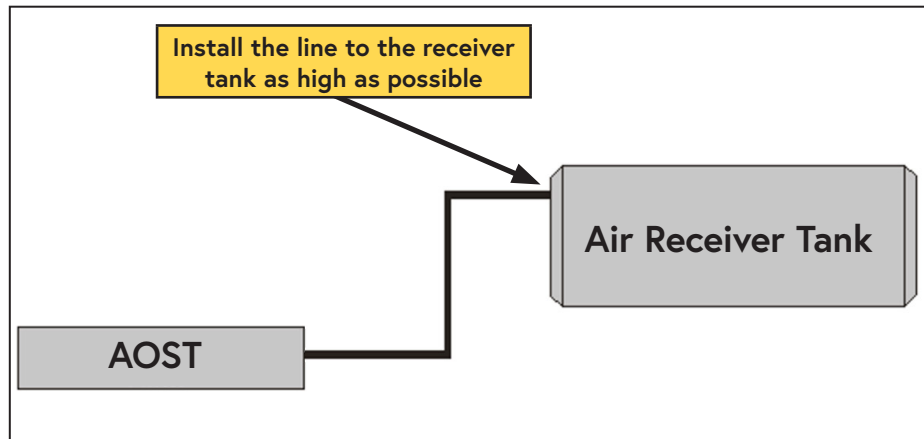 Install the line to the receiver
tank as high as possible
Air Receiver Tank
AOST